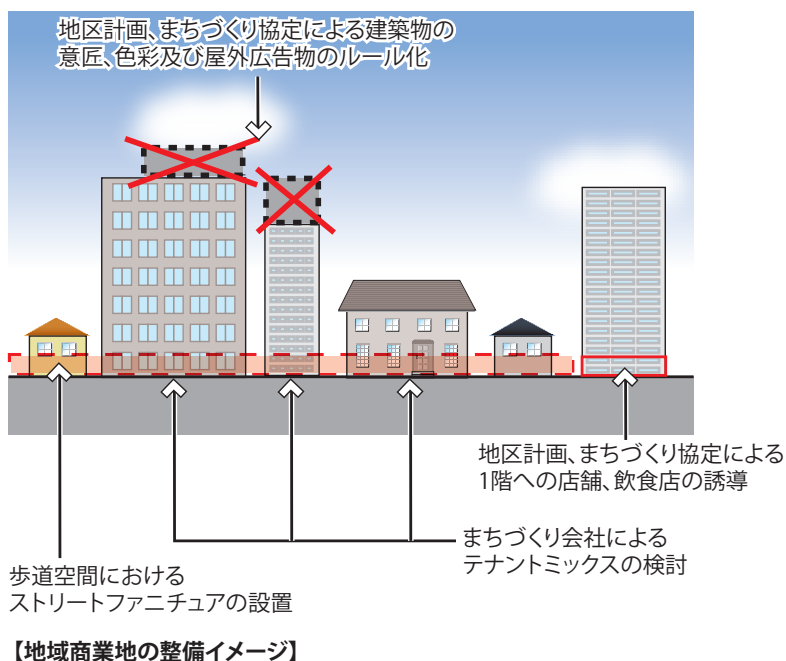 地区計画、まちづくり協定による建築物の
意匠、色彩及び屋外広告物のルール化
地区計画、まちづくり協定による
1階への店舗、飲食店の誘導
まちづくり会社による
テナントミックスの検討
歩道空間における
ストリートファニチュアの設置
【地域商業地の整備イメージ】